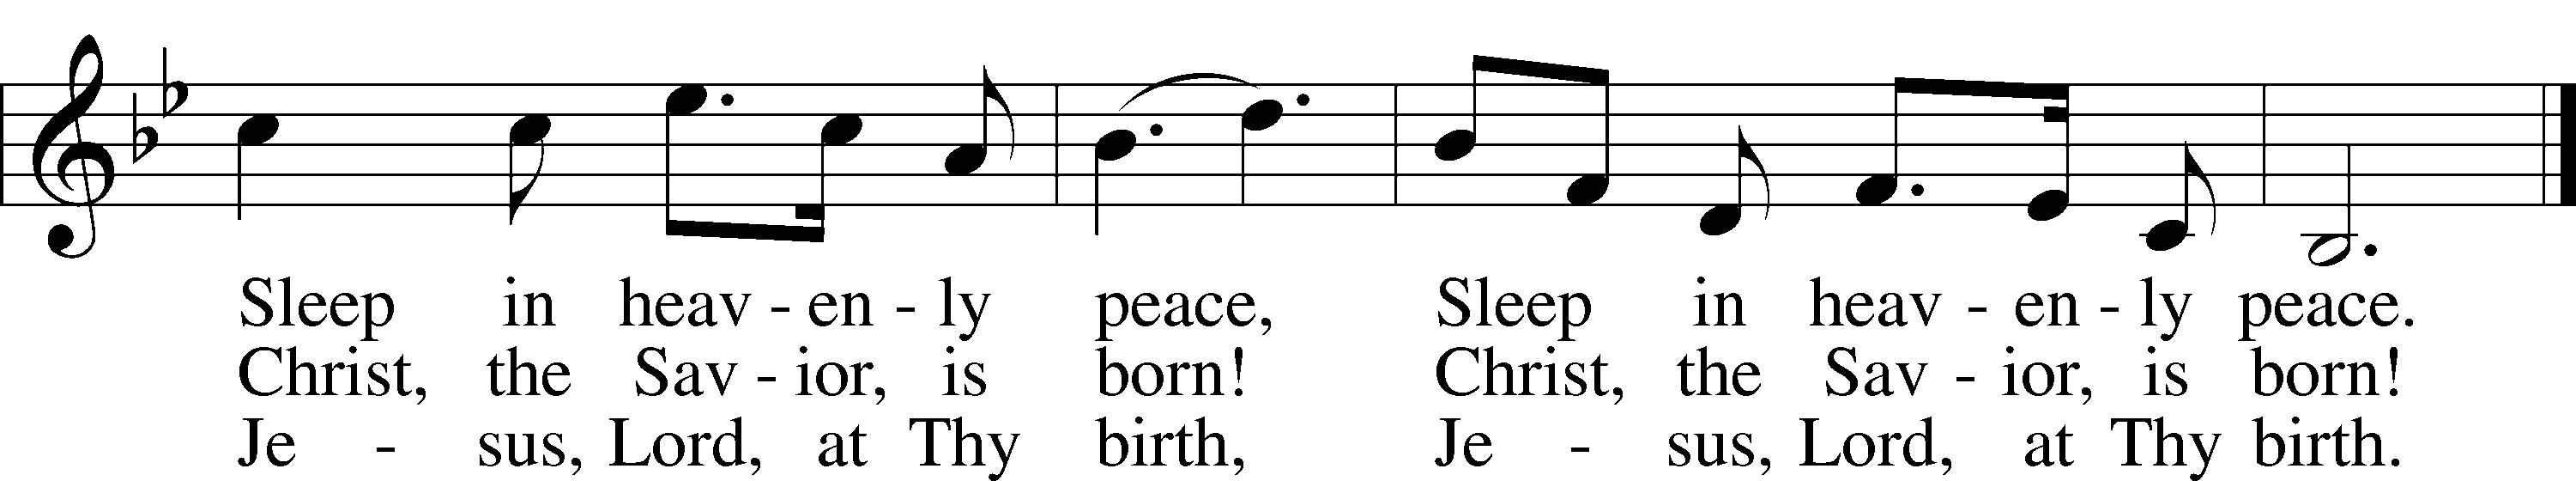 Sleep in heav - en - ly peace, Sleep in heav - en - ly peace.
Christ, the Sav - ior, is born! Christ, the Sav - ior, is born!
Je - sus, Lord, at Thy birth, Je - sus, Lord, at Thy birth.